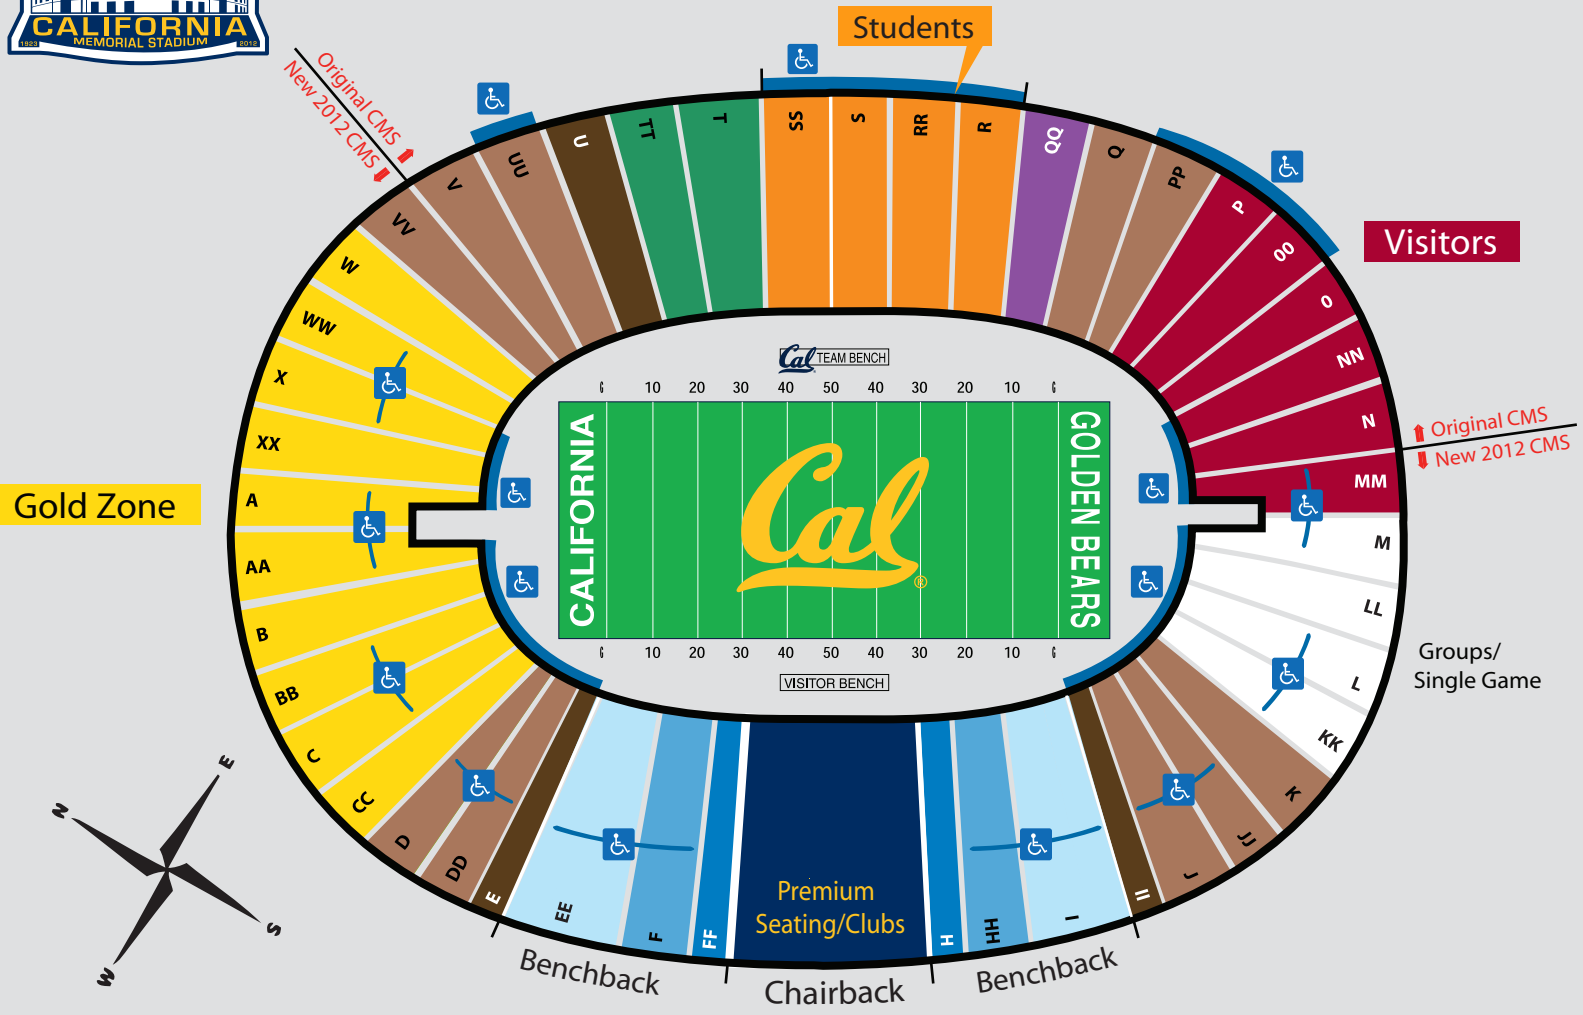 CALIFORNIA
MEMORIAL STADIUM
1923
2012
Students
Original CMS
New 2012 CMS
V
UU
U
TT
T
SS
S
RR
R
QQ
Q
PP
P
OO
O
NN
N
MM
Visitors
Original CMS
New 2012 CMS
VV
W
WW
X
XX
A
AA
B
BB
C
CC
Gold Zone
Cal TEAM BENCH
G 10 20 30 40 50 40 30 20 10 G
CALIFORNIA
Cal
®
GOLDEN BEARS
G 10 20 30 40 50 40 30 20 10 G
VISITOR BENCH
M
LL
L
KK
Groups/
Single Game
K
JJ
J
II
D
DD
E
EE
F
FF
Premium
Seating/Clubs
H
HH
I
Benchback
Chairback
Benchback
N
E
S
W